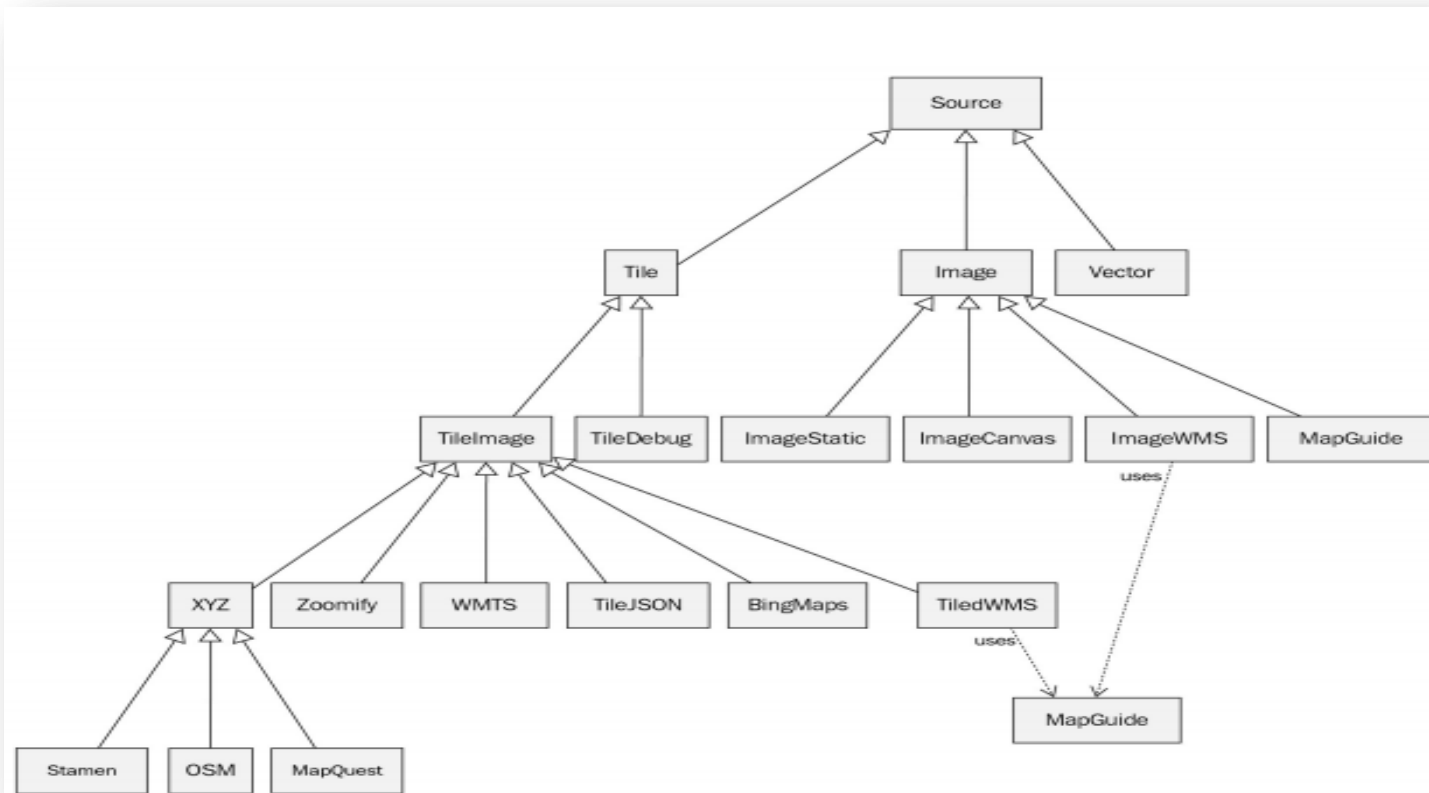 Source
Tile
Image
Vector
TileImage
TileDebug
ImageStatic
ImageCanvas
ImageWMS
MapGuide
uses
XYZ
Zoomify
WMTS
TileJSON
BingMaps
TiledWMS
uses
MapGuide
Stamen
OSM
MapQuest